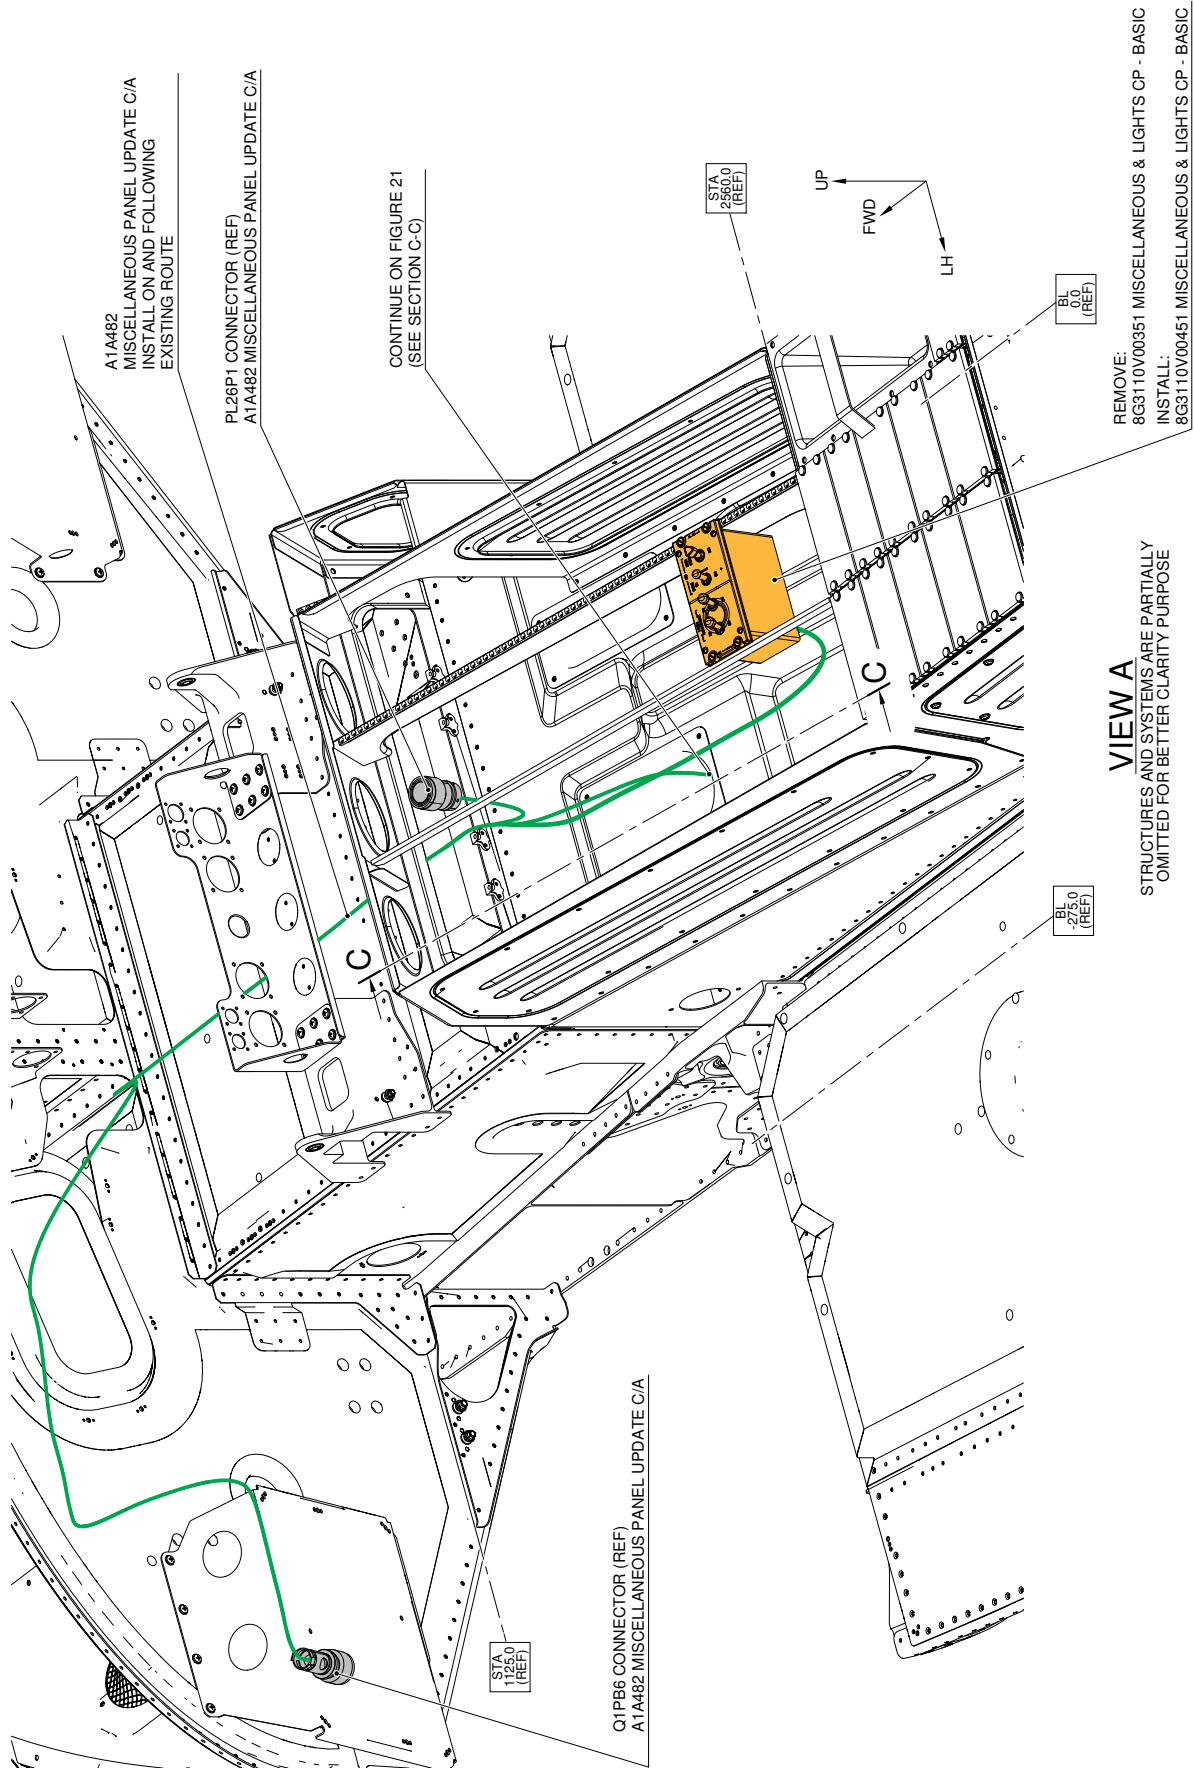 A1A482
MISCELLANEOUS PANEL UPDATE C/A
INSTALL ON AND FOLLOWING
EXISTING ROUTE
PL26P1 CONNECTOR (REF)
A1A482 MISCELLANEOUS PANEL UPDATE C/A
CONTINUE ON FIGURE 21
(SEE SECTION C-C)
STA
2560.0
(REF)
UP
FWD
LH
BL
0.0
(REF)
REMOVE:
8G3110V00351 MISCELLANEOUS & LIGHTS CP - BASIC
INSTALL:
8G3110V00451 MISCELLANEOUS & LIGHTS CP - BASIC
C
C
BL
-275.0
(REF)
STA
1125.0
(REF)
Q1PB6 CONNECTOR (REF)
A1A482 MISCELLANEOUS PANEL UPDATE C/A
VIEW A
STRUCTURES AND SYSTEMS ARE PARTIALLY
OMITTED FOR BETTER CLARITY PURPOSE